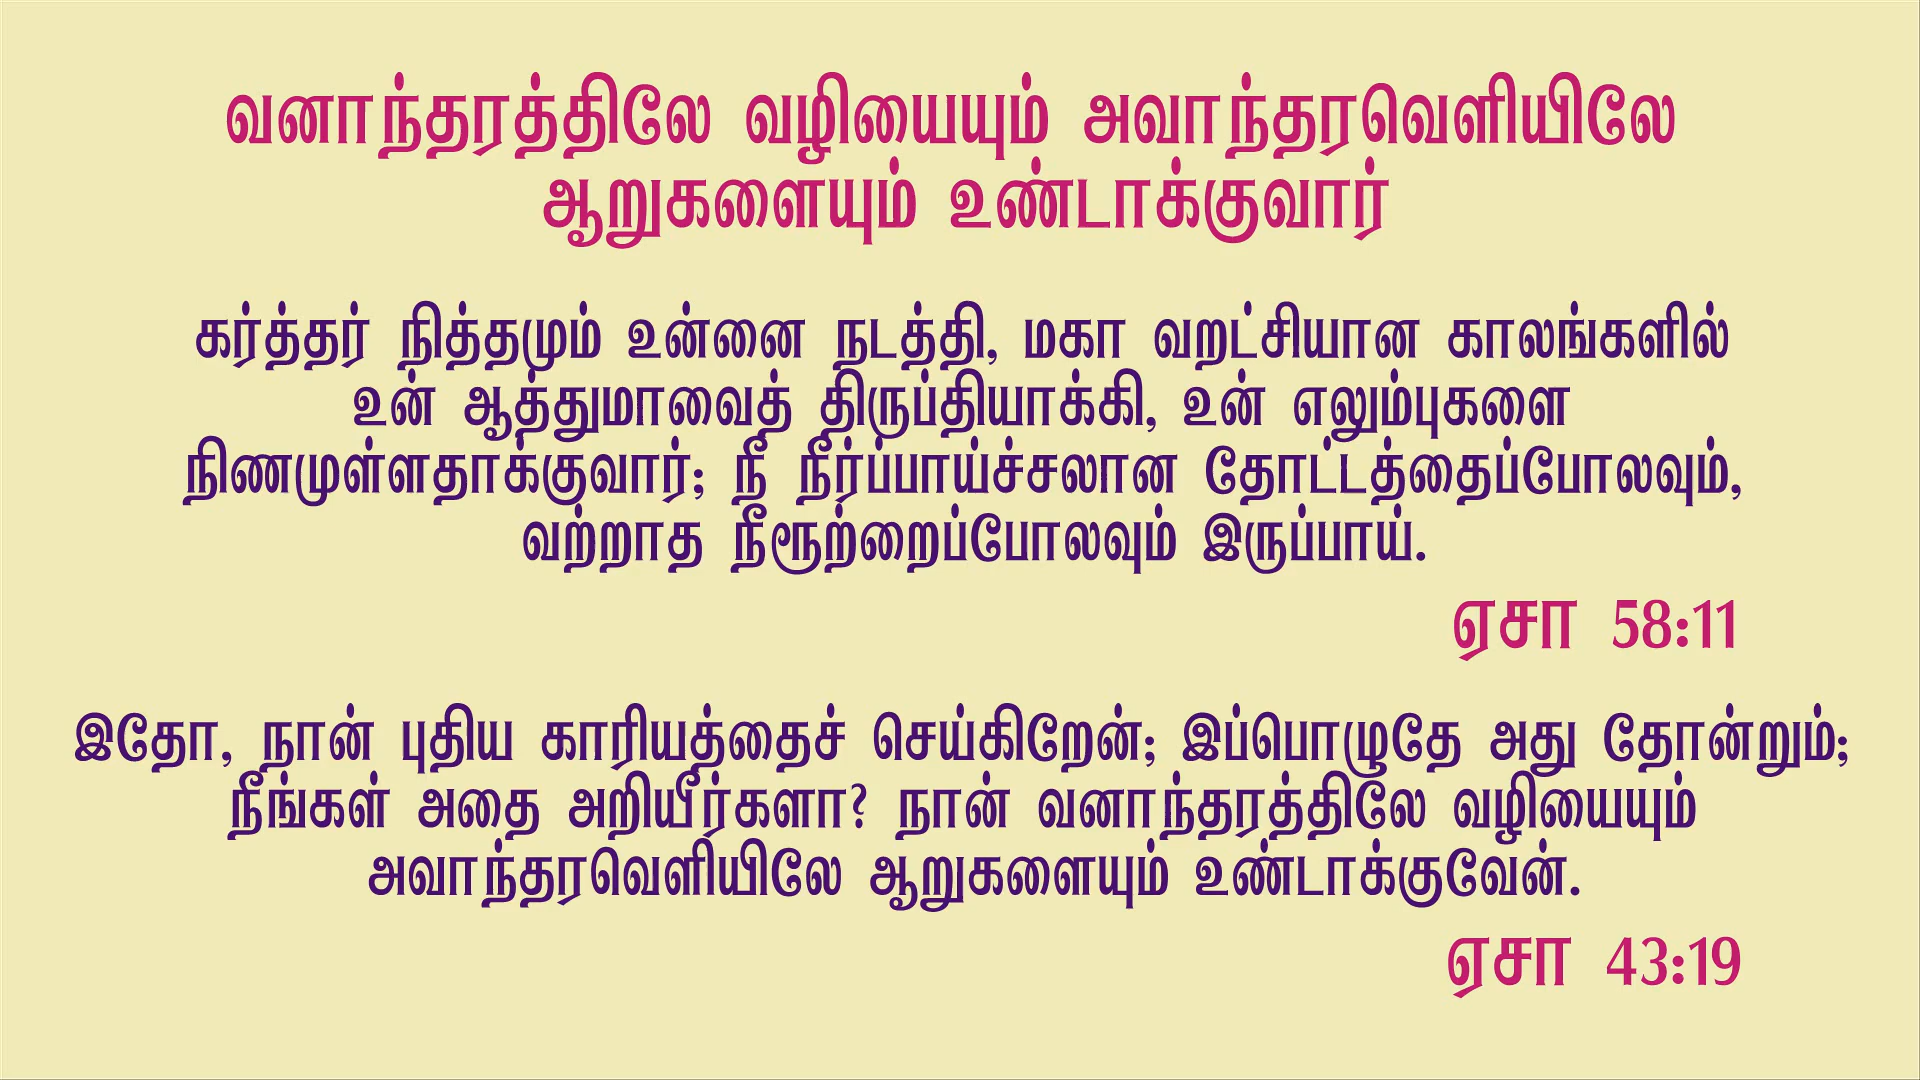 வனாந்தரத்திலே வழியையும் அவாந்தரவெளியிலே
ஆறுகளையும் உண்டாக்குவார்
கர்த்தர் நித்தமும் உன்னை நடத்தி, மகா வறட்சியான காலங்களில்
உன் ஆத்துமாவைத் திருப்தியாக்கி, உன் எலும்புகளை
நிணமுள்ளதாக்குவார்; நீ நீர்ப்பாய்ச்சலான தோட்டத்தைப்போலவும்,
வற்றாத நீரூற்றைப்போலவும் இருப்பாய்.
ஏசா 58:11
இதோ, நான் புதிய காரியத்தைச் செய்கிறேன்; இப்பொழுதே அது தோன்றும்;
நீங்கள் அதை அறியீர்களா? நான் வனாந்தரத்திலே வழியையும்
அவாந்தரவெளியிலே ஆறுகளையும் உண்டாக்குவேன்.
ஏசா 43:19